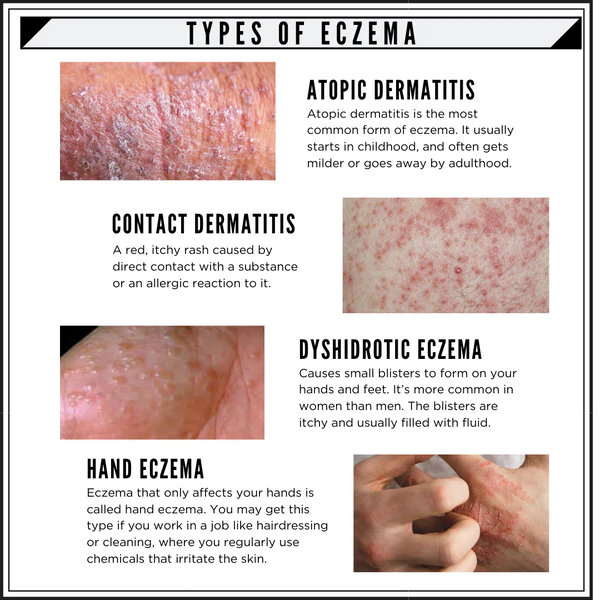 TYPES OF ECZEMA
ATOPIC DERMATITIS
Atopic dermatitis is the most
common form of eczema. It usually
starts in childhood, and often gets
milder or goes away by adulthood.
CONTACT DERMATITIS
A red, itchy rash caused by
direct contact with a substance
or an allergic reaction to it.
DYSHIDROTIC ECZEMA
Causes small blisters to form on your
hands and feet. It’s more common in
women than men. The blisters are
itchy and usually filled with fluid.
HAND ECZEMA
Eczema that only affects your hands is
called hand eczema. You may get this
type if you work in a job like hairdressing
or cleaning, where you regularly use
chemicals that irritate the skin.